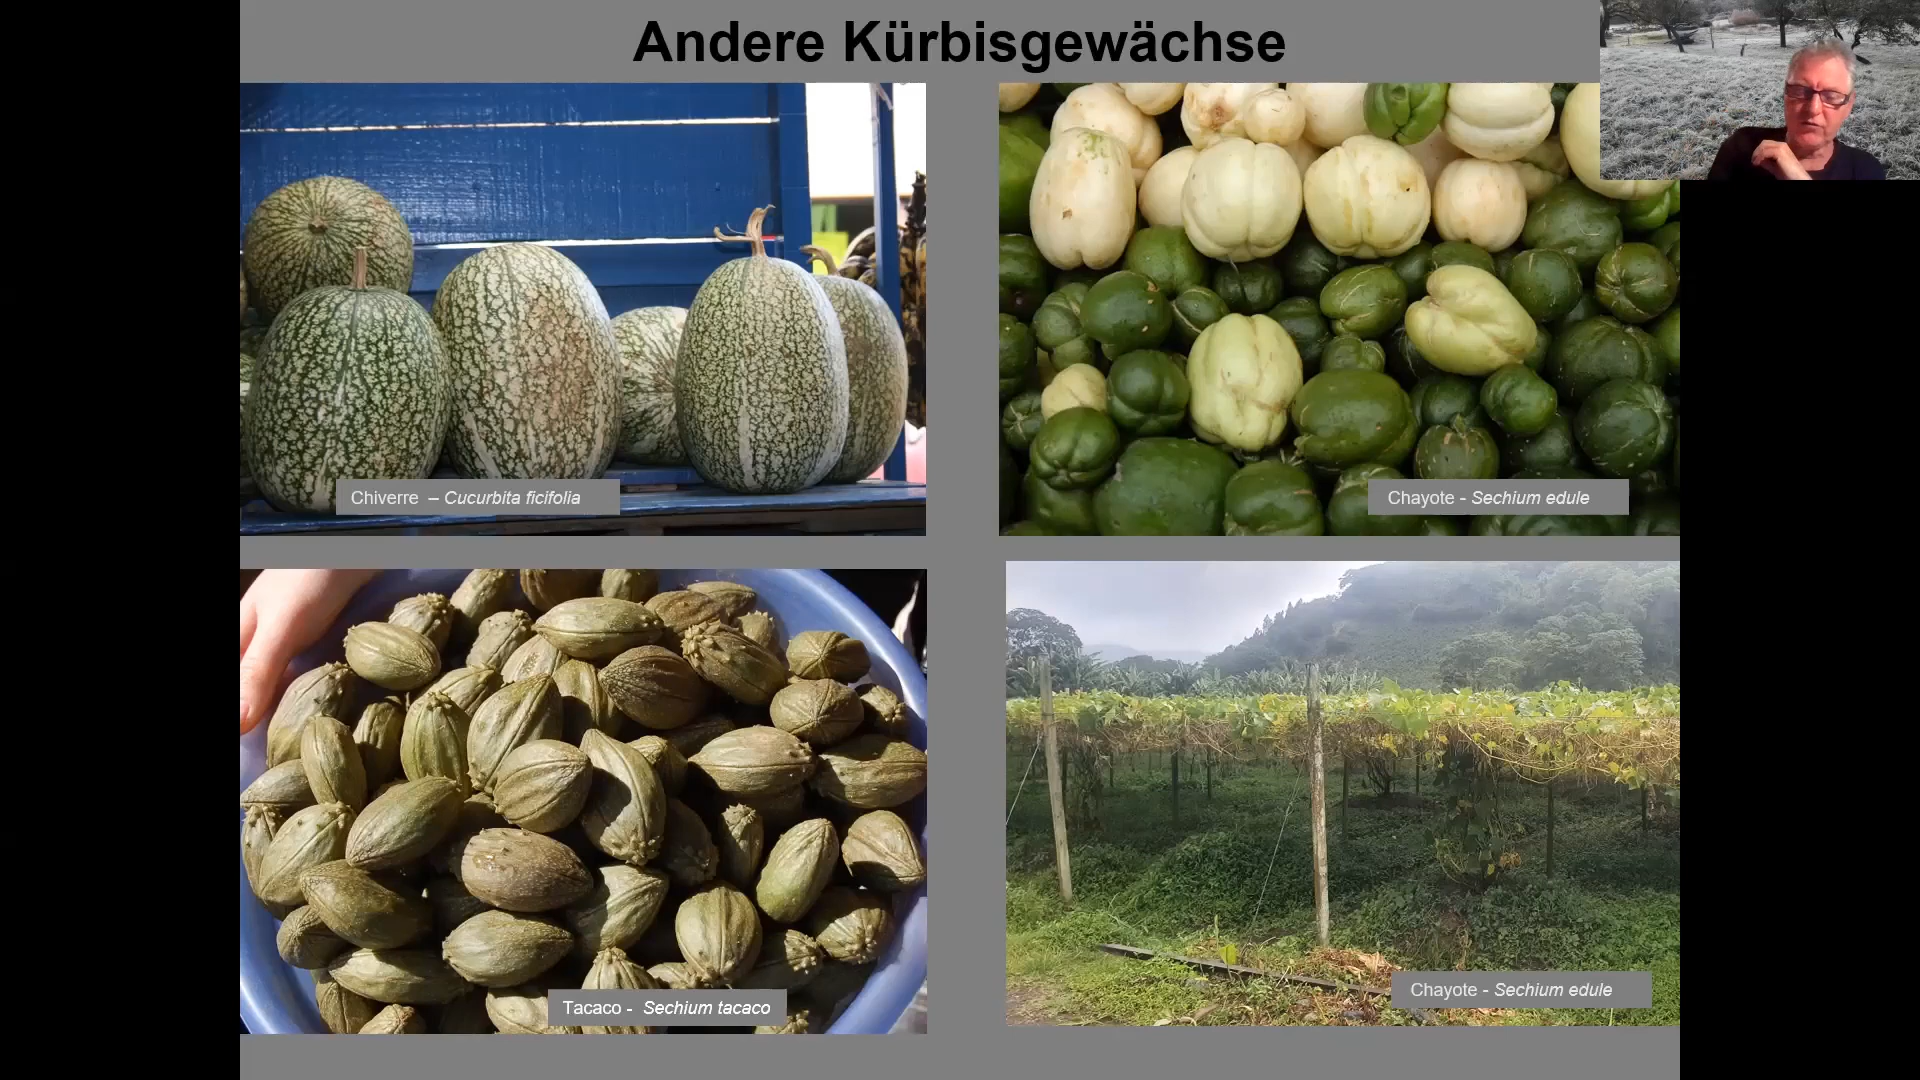 Andere Kürbisgewächse
Chiverre – Cucurbita ficifolia
Chayote - Sechium edule
Tacaco - Sechium tacaco
Chayote - Sechium edule